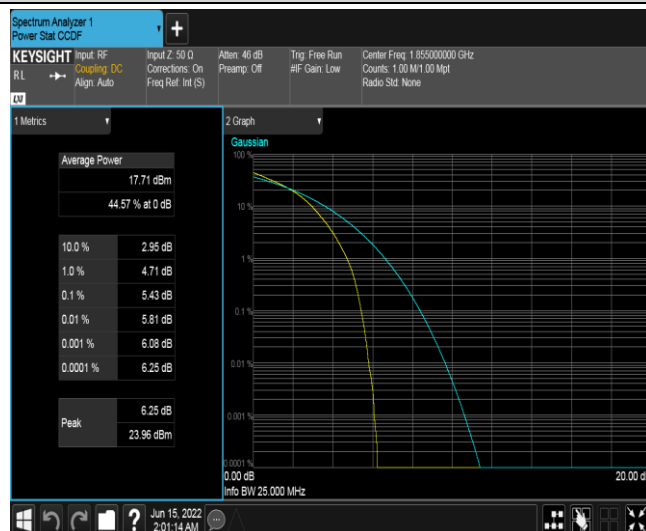 Spectrum Analyzer 1
Power Stat CCDF
+
KEYSIGHT Input: RF Input Z: 50 Ω Atten: 46 dB Trig: Free Run Center Freq: 1.855000000 GHz
RL Coupling: DC Corrections: On Preamp: Off #IF Gain: Low Counts: 1.00 M/1.00 Mpt
Align: Auto Freq Ref: Int (S) Radio Std: None
LXI
1 Metrics 2 Graph
Gaussian
Average Power
17.71 dBm
44.57 % at 0 dB
10.0 % 2.95 dB
1.0 % 4.71 dB
0.1 % 5.43 dB
0.01 % 5.81 dB
0.001 % 6.08 dB
0.0001 % 6.25 dB
Peak 6.25 dB
23.96 dBm
100 %
10 %
1 %
0.1 %
0.01 %
0.001 %
0.0001 %
0.00 dB 20.00 d
Info BW 25.000 MHz
? Jun 15, 2022
2:01:14 AM